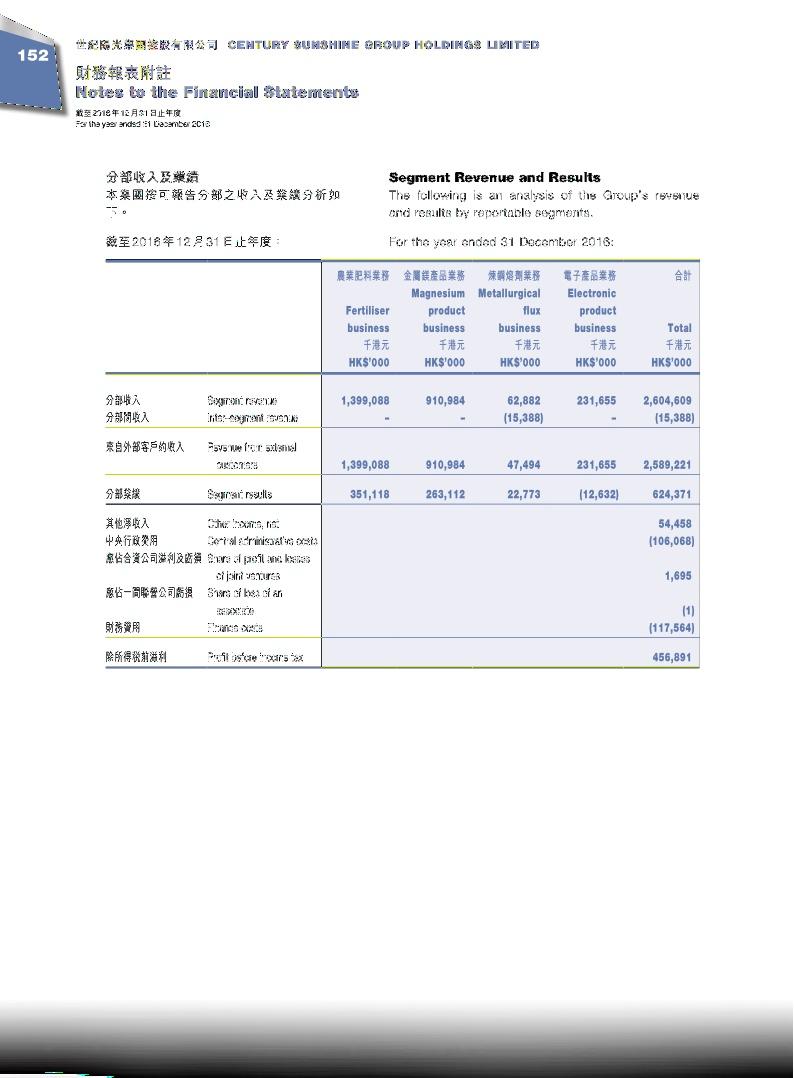 152
世紀陽光集團控股有限公司 CENTURY SUNSHINE GROUP HOLDINGS LIMITED
財務報表附註
Notes to the Financial Statements
截至2016年12月31日止年度
For the year ended 31 December 2016
分部收入及業績
本集團按可報告分部之收入及業績分析如
下。
截至2016年12月31日止年度：
Segment Revenue and Results
The following is an analysis of the Group's revenue
and results by reportable segments.
For the year ended 31 December 2016:
農業肥料業務 金屬鎂產品業務 煉鋼熔劑業務 電子產品業務 合計
Magnesium Metallurgical Electronic
Fertiliser product flux product
business business business business Total
千港元 千港元 千港元 千港元 千港元
HK$'000 HK$'000 HK$'000 HK$'000 HK$'000
分部收入 Segment revenue 1,399,088 910,984 62,882 231,655 2,604,609
分部間收入 Inter-segment revenue – – (15,388) – (15,388)
來自外部客戶的收入 Revenue from external
customers 1,399,088 910,984 47,494 231,655 2,589,221
分部業績 Segment results 351,118 263,112 22,773 (12,632) 624,371
其他淨收入 Other income, net 54,458
中央行政費用 Central administrative costs (106,068)
應佔合資公司溢利及虧損 Share of profit and losses
of joint ventures 1,695
應佔一間聯營公司虧損 Share of loss of an
associate (1)
財務費用 Finance costs (117,564)
除所得稅前溢利 Profit before income tax 456,891